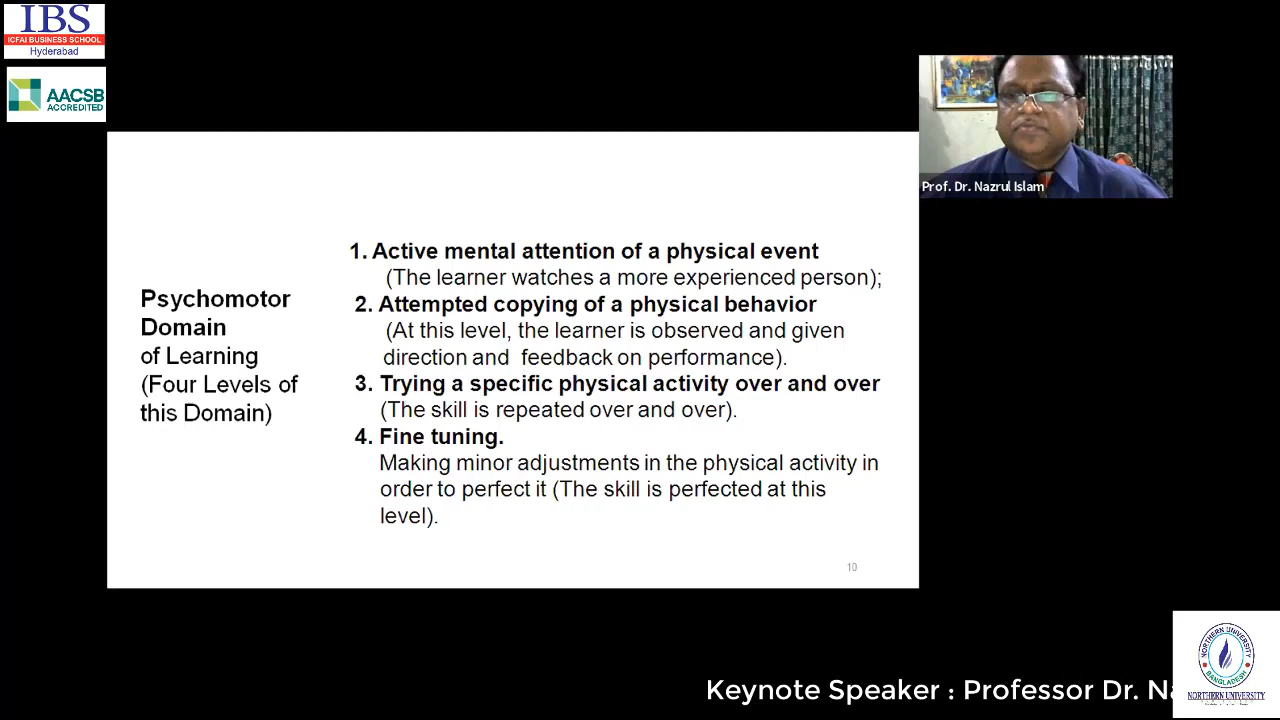 IBS
ICFAI BUSINESS SCHOOL
Hyderabad
AACSB
ACCREDITED
Prof. Dr. Nazrul Islam
Psychomotor
Domain
of Learning
(Four Levels of
this Domain)
1. Active mental attention of a physical event
(The learner watches a more experienced person);
2. Attempted copying of a physical behavior
(At this level, the learner is observed and given
direction and feedback on performance).
3. Trying a specific physical activity over and over
(The skill is repeated over and over).
4. Fine tuning.
Making minor adjustments in the physical activity in
order to perfect it (The skill is perfected at this
level).
10
Keynote Speaker : Professor Dr. Na
NORTHERN UNIVERSITY
BANGLADESH
NORTHERN UNIVERSITY